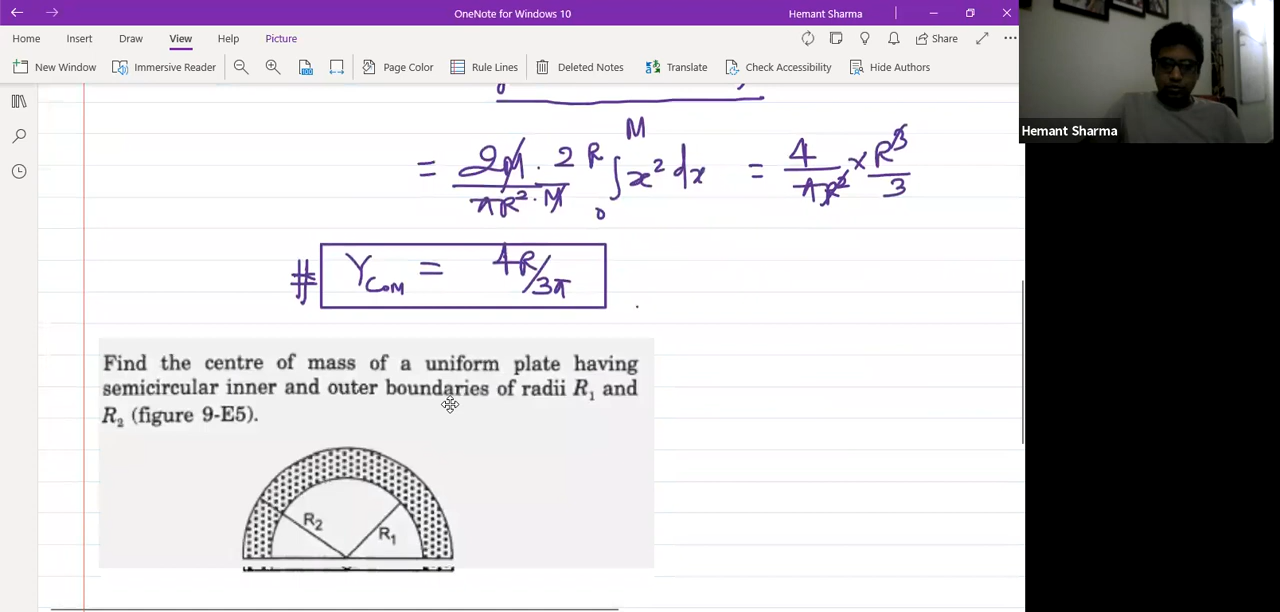 OneNote for Windows 10
Hemant Sharma
Home Insert Draw View Help Picture
Share
New Window Immersive Reader Page Color Rule Lines Deleted Notes Translate Check Accessibility Hide Authors
Hemant Sharma
M
= 2M . 2 / πR² . M ∫ 0 R x² dx = 4 / πR² × R³ / 3
# Y COM = 4R/3π
Find the centre of mass of a uniform plate having
semicircular inner and outer boundaries of radii R₁ and
R₂ (figure 9-E5).
R₂
R₁